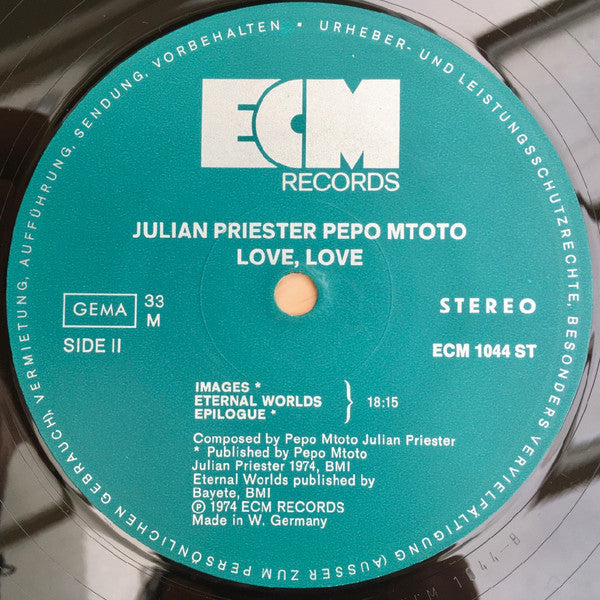 URHEBER- UND LEISTUNGSSCHUTZRECHTE, BESONDERS VERVIELFÄLTIGUNG (AUSSER ZUM PERSÖNLICHEN GEBRAUCH), VERMIETUNG, AUFFÜHRUNG, SENDUNG, VORBEHALTEN •
ECM
RECORDS
JULIAN PRIESTER PEPO MTOTO
LOVE, LOVE
GEMA 33 M
STEREO
SIDE II
ECM 1044 ST
IMAGES *
ETERNAL WORLDS } 18:15
EPILOGUE *
Composed by Pepo Mtoto Julian Priester
* Published by Pepo Mtoto
Julian Priester 1974, BMI
Eternal Worlds published by
Bayete, BMI
Ⓟ 1974 ECM RECORDS
Made in W. Germany
ECM 1044 B